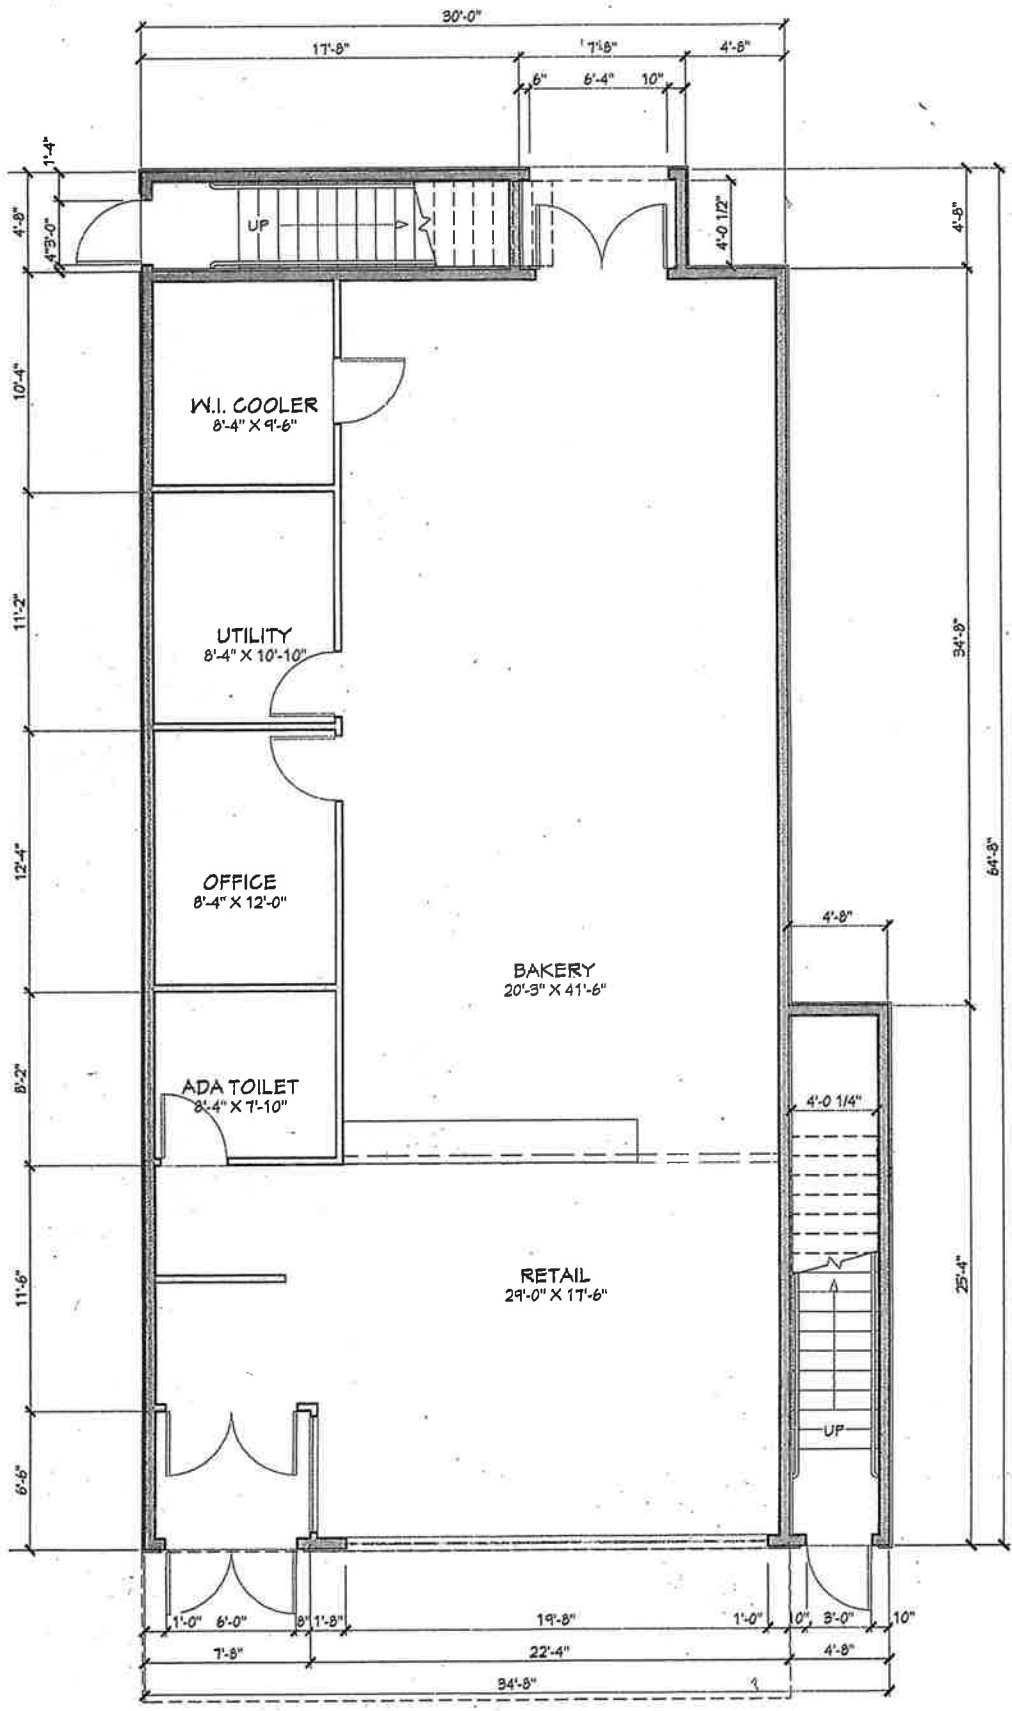 30'-0"
17'-8" 7'-8" 4'-8"
6" 6'-4" 10"
1'-4"
4'-8"
3'-0"
4"
UP
4'-0 1/2"
4'-8"
10'-4"
W.I. COOLER
8'-4" X 9'-6"
11'-2"
UTILITY
8'-4" X 10'-10"
34'-8"
64'-8"
12'-4"
OFFICE
8'-4" X 12'-0"
4'-8"
BAKERY
20'-3" X 41'-6"
8'-2"
ADA TOILET
8'-4" X 7'-10"
4'-0 1/4"
11'-6"
RETAIL
29'-0" X 17'-6"
25'-4"
UP
6'-6"
1'-0" 6'-0" 8" 1'-8" 19'-8" 1'-0" 10" 3'-0" 10"
7'-8" 22'-4" 4'-8"
34'-8"